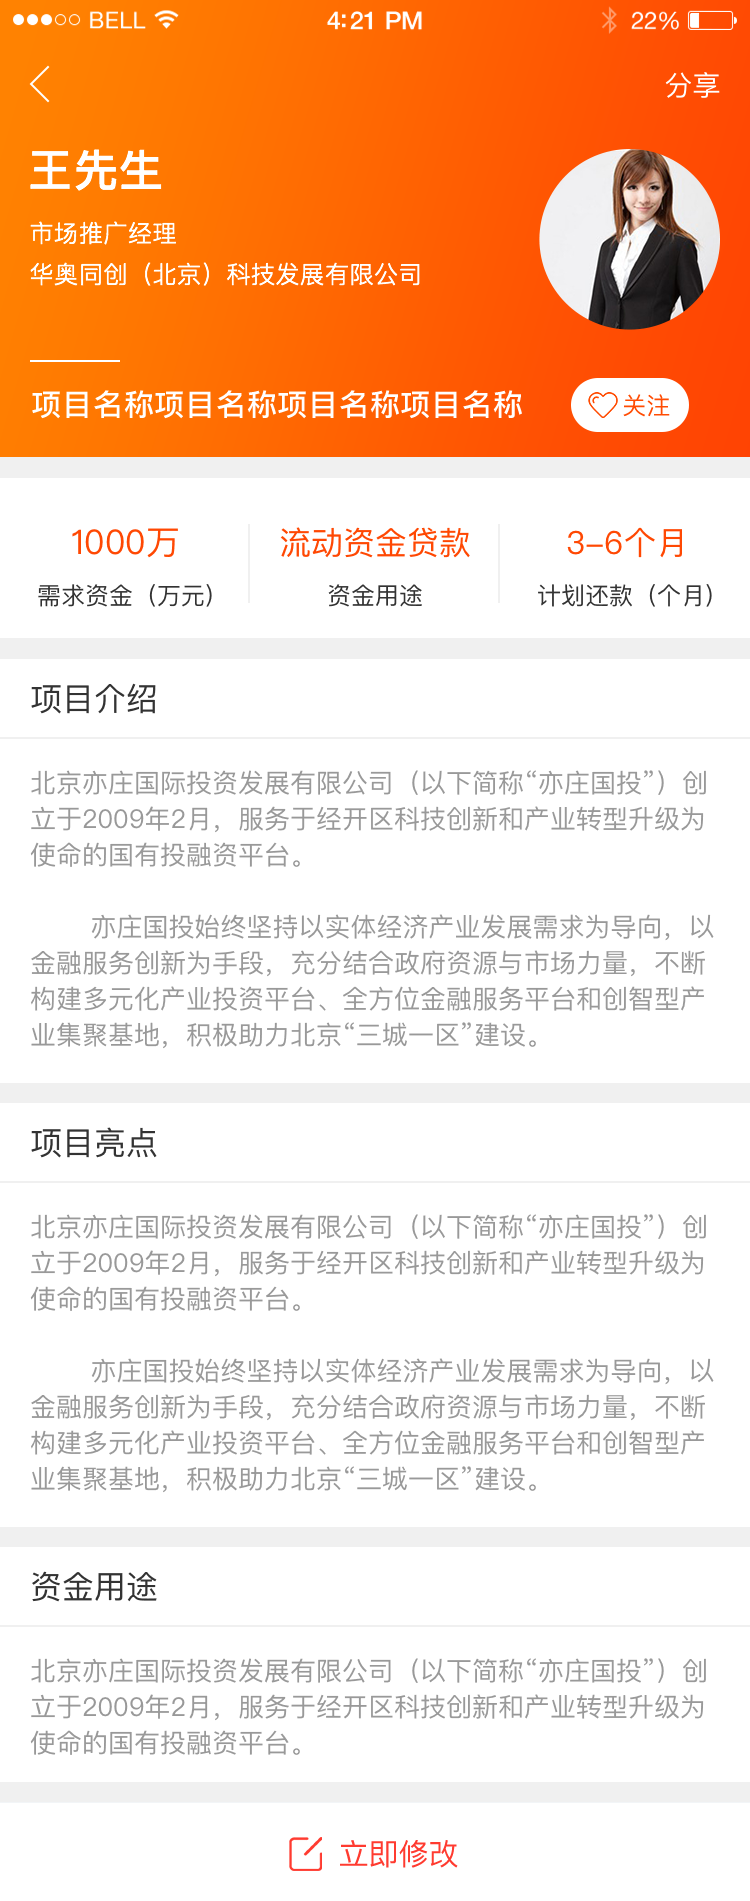 BELL 4:21 PM 22%
分享
王先生
市场推广经理
华奥同创（北京）科技发展有限公司
项目名称项目名称项目名称项目名称
关注
1000万 流动资金贷款 3-6个月
需求资金（万元） 资金用途 计划还款（个月）
项目介绍
北京亦庄国际投资发展有限公司（以下简称“亦庄国投”）创
立于2009年2月，服务于经开区科技创新和产业转型升级为
使命的国有投融资平台。
亦庄国投始终坚持以实体经济产业发展需求为导向，以
金融服务创新为手段，充分结合政府资源与市场力量，不断
构建多元化产业投资平台、全方位金融服务平台和创智型产
业集聚基地，积极助力北京“三城一区”建设。
项目亮点
北京亦庄国际投资发展有限公司（以下简称“亦庄国投”）创
立于2009年2月，服务于经开区科技创新和产业转型升级为
使命的国有投融资平台。
亦庄国投始终坚持以实体经济产业发展需求为导向，以
金融服务创新为手段，充分结合政府资源与市场力量，不断
构建多元化产业投资平台、全方位金融服务平台和创智型产
业集聚基地，积极助力北京“三城一区”建设。
资金用途
北京亦庄国际投资发展有限公司（以下简称“亦庄国投”）创
立于2009年2月，服务于经开区科技创新和产业转型升级为
使命的国有投融资平台。
立即修改